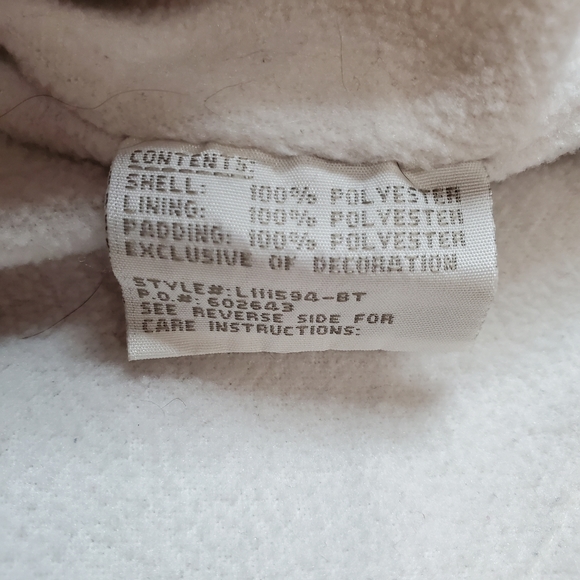 CONTENTS:
SHELL: 100% POLYESTER
LINING: 100% POLYESTER
PADDING: 100% POLYESTER
EXCLUSIVE OF DECORATION
STYLE#: L111594-BT
P.O.#: 602643
SEE REVERSE SIDE FOR
CARE INSTRUCTIONS: